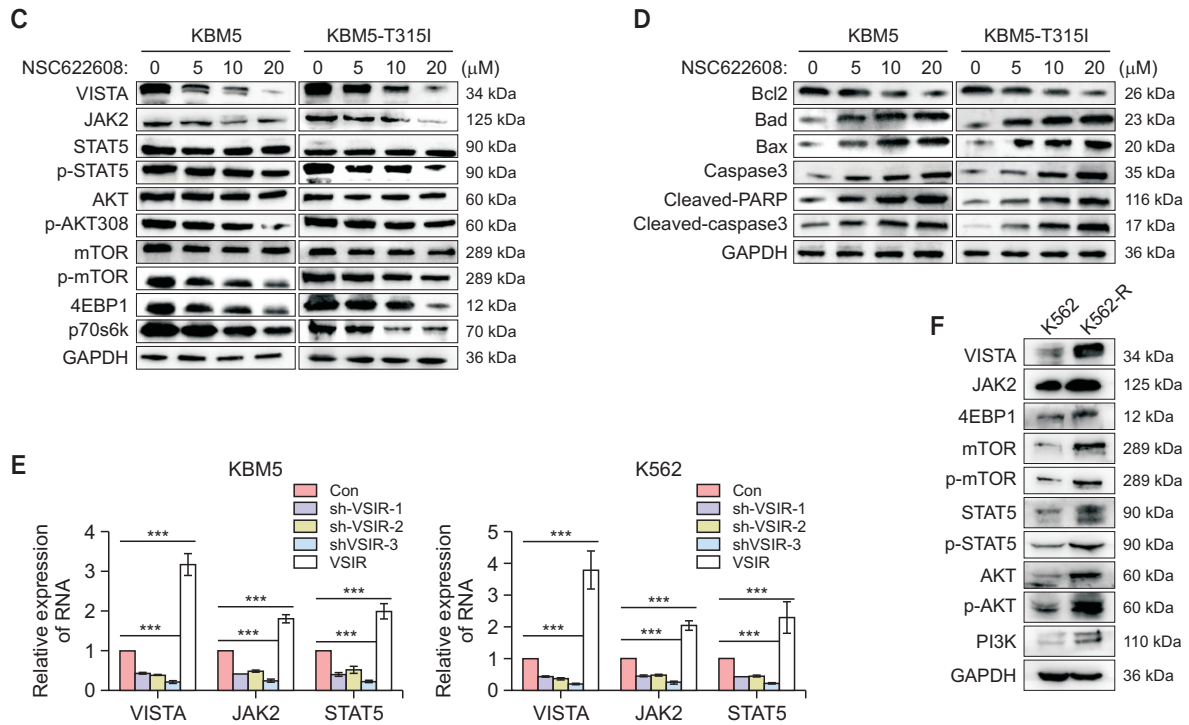 C
KBM5 KBM5-T315I
NSC622608: 0 5 10 20 0 5 10 20 (μM)
VISTA 34 kDa
JAK2 125 kDa
STAT5 90 kDa
p-STAT5 90 kDa
AKT 60 kDa
p-AKT308 60 kDa
mTOR 289 kDa
p-mTOR 289 kDa
4EBP1 12 kDa
p70s6k 70 kDa
GAPDH 36 kDa
D
KBM5 KBM5-T315I
NSC622608: 0 5 10 20 0 5 10 20 (μM)
Bcl2 26 kDa
Bad 23 kDa
Bax 20 kDa
Caspase3 35 kDa
Cleaved-PARP 116 kDa
Cleaved-caspase3 17 kDa
GAPDH 36 kDa
E
KBM5
Con
sh-VSIR-1
sh-VSIR-2
shVSIR-3
VSIR
Relative expression
of RNA
4
3
2
1
0
***
***
***
***
***
***
VISTA JAK2 STAT5
K562
Con
sh-VSIR-1
sh-VSIR-2
shVSIR-3
VSIR
Relative expression
of RNA
5
4
3
2
1
0
***
***
***
***
***
***
VISTA JAK2 STAT5
F
K562 K562-R
VISTA 34 kDa
JAK2 125 kDa
4EBP1 12 kDa
mTOR 289 kDa
p-mTOR 289 kDa
STAT5 90 kDa
p-STAT5 90 kDa
AKT 60 kDa
p-AKT 60 kDa
PI3K 110 kDa
GAPDH 36 kDa